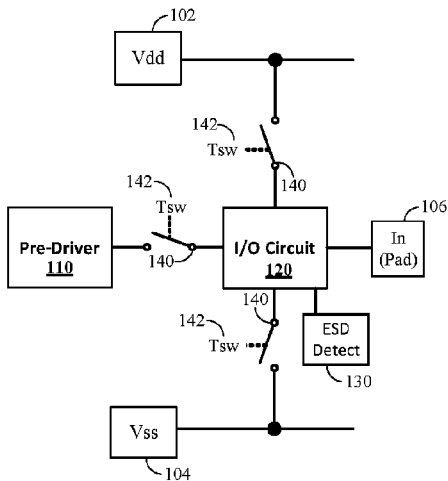 102
Vdd
142
Tsw
140
142
Tsw
106
Pre-Driver
110
140
I/O Circuit
120
In
(Pad)
140
142
Tsw
ESD
Detect
130
Vss
104